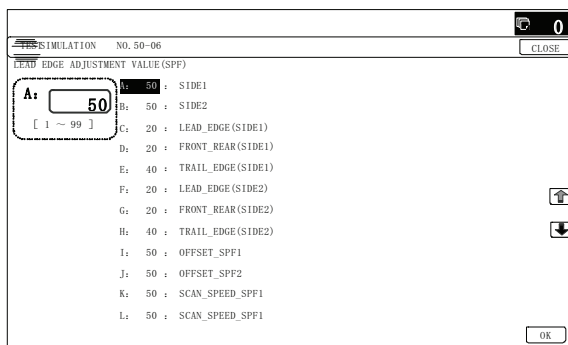 0
TEST SIMULATION NO.50-06
CLOSE
LEAD EDGE ADJUSTMENT VALUE(SPF)
A: 50
[ 1 ～ 99 ]
A: 50 : SIDE1
B: 50 : SIDE2
C: 20 : LEAD_EDGE(SIDE1)
D: 20 : FRONT_REAR(SIDE1)
E: 40 : TRAIL_EDGE(SIDE1)
F: 20 : LEAD_EDGE(SIDE2)
G: 20 : FRONT_REAR(SIDE2)
H: 40 : TRAIL_EDGE(SIDE2)
I: 50 : OFFSET_SPF1
J: 50 : OFFSET_SPF2
K: 50 : SCAN_SPEED_SPF1
L: 50 : SCAN_SPEED_SPF1
OK